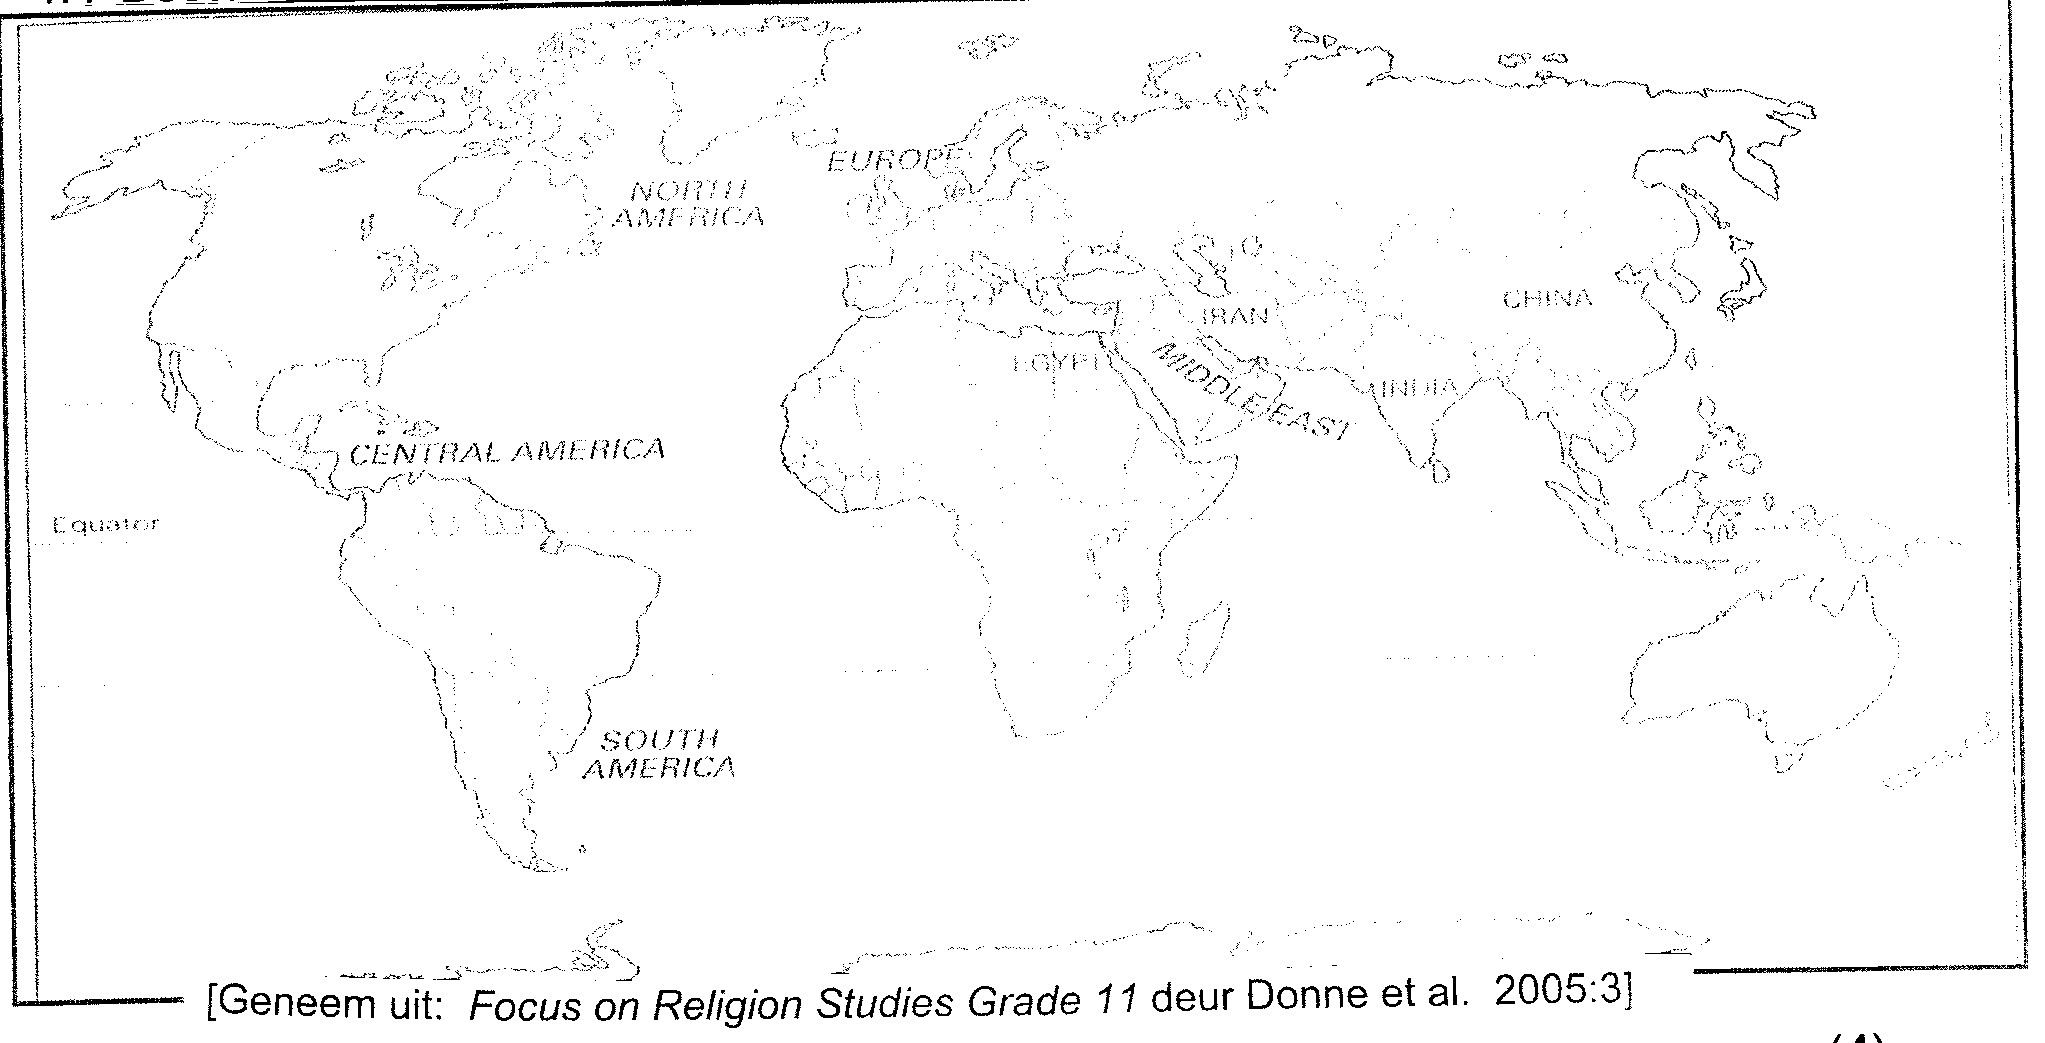 EUROPE
NORTH
AMERICA
CHINA
IRAN
EGYPT
MIDDLE EAST
INDIA
CENTRAL AMERICA
Equator
SOUTH
AMERICA
[Geneem uit: Focus on Religion Studies Grade 11 deur Donne et al. 2005:3]